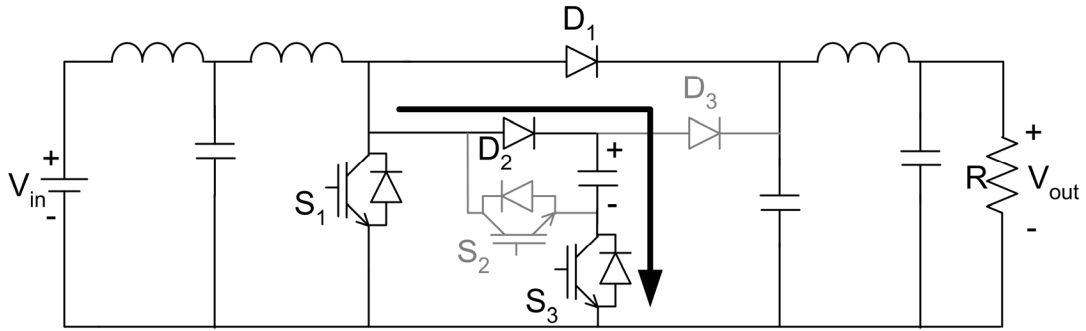 D1
D3
D2
+
+
+
Vin
-
S1
-
R
Vout
S2
-
S3